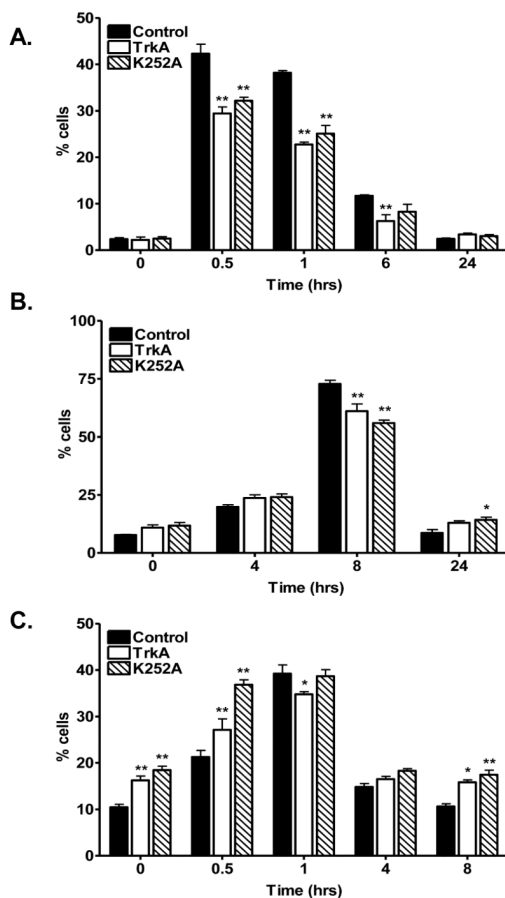 A.
Control
TrkA
K252A
50
40
30
20
10
0
% cells
** **
** **
**
0 0.5 1 6 24
Time (hrs)
B.
Control
TrkA
K252A
100
75
50
25
0
% cells
** **
*
0 4 8 24
Time (hrs)
C.
Control
TrkA
K252A
50
40
30
20
10
0
% cells
** **
** **
*
* **
0 0.5 1 4 8
Time (hrs)